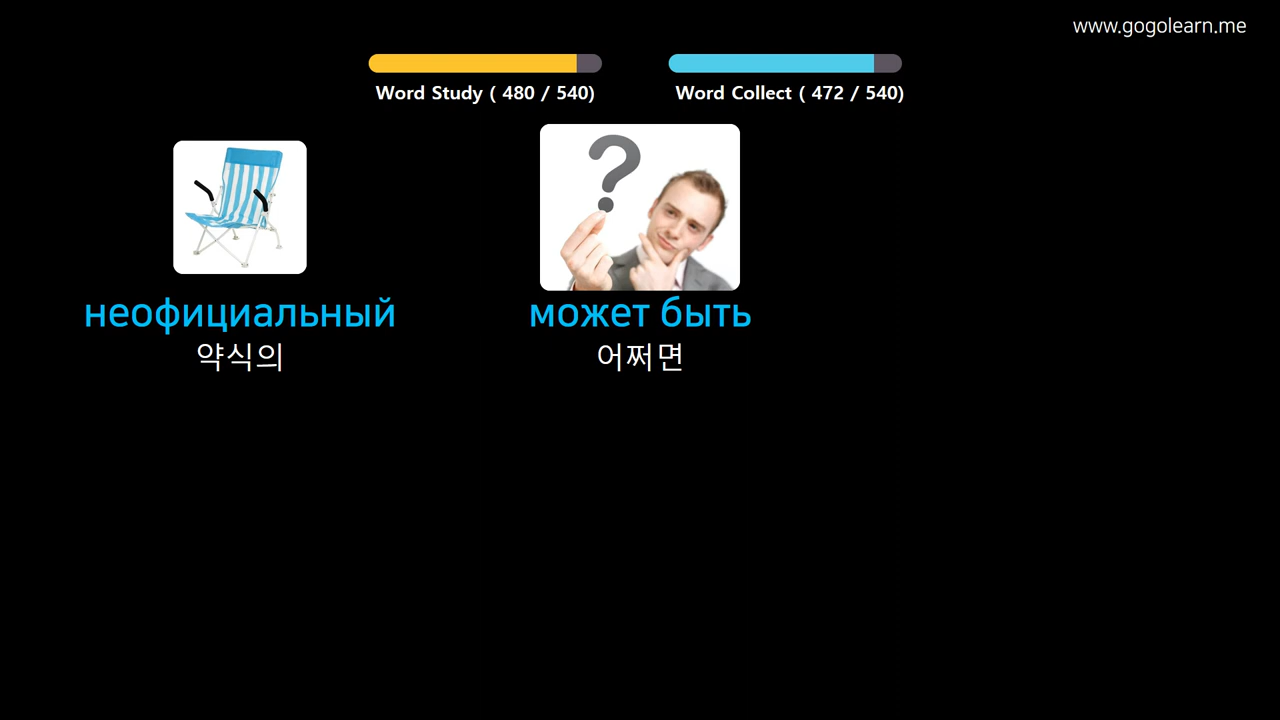 www.gogolearn.me
Word Study ( 480 / 540)
Word Collect ( 472 / 540)
неофициальный
약식의
может быть
어쩌면